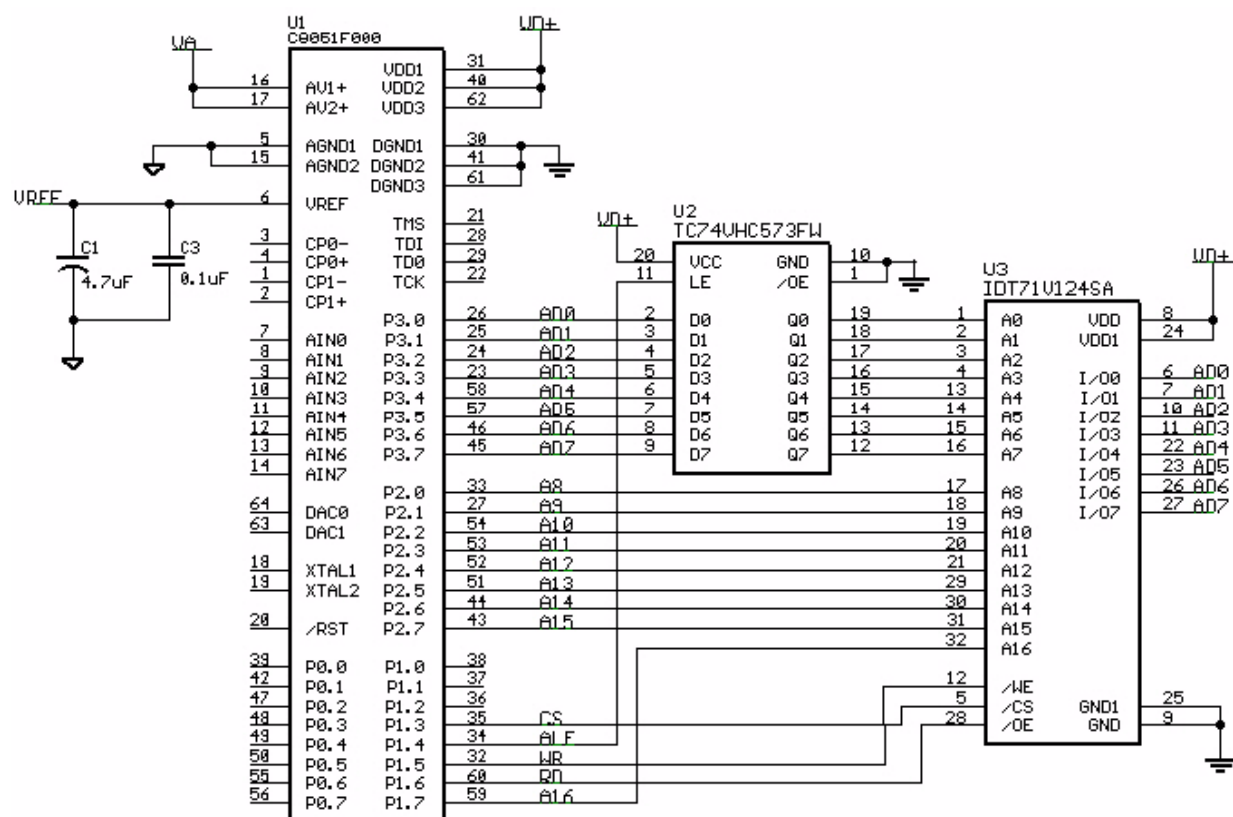 U1
C8051F000
VA
VD+
16 AV1+ VDD1 31
17 AV2+ VDD2 40
VDD3 62
5 AGND1 DGND1 30
15 AGND2 DGND2 41
DGND3 61
VREF 6 VREF
C1
4.7uF
C3
0.1uF
TMS 21
3 CP0- TDI 28
4 CP0+ TD0 29
1 CP1- TCK 22
2 CP1+
P3.0 26 AD0
7 AIN0 P3.1 25 AD1
8 AIN1 P3.2 24 AD2
9 AIN2 P3.3 23 AD3
10 AIN3 P3.4 58 AD4
11 AIN4 P3.5 57 AD5
12 AIN5 P3.6 46 AD6
13 AIN6 P3.7 45 AD7
14 AIN7
P2.0 33 A8
64 DAC0 P2.1 27 A9
63 DAC1 P2.2 54 A10
P2.3 53 A11
18 XTAL1 P2.4 52 A12
19 XTAL2 P2.5 51 A13
P2.6 44 A14
20 /RST P2.7 43 A15
39 P0.0 P1.0 38
42 P0.1 P1.1 37
47 P0.2 P1.2 36
48 P0.3 P1.3 35 CS
49 P0.4 P1.4 34 ALE
50 P0.5 P1.5 32 WR
55 P0.6 P1.6 60 RD
56 P0.7 P1.7 59 A16
VD+
U2
TC74VHC573FW
20 VCC GND 10
11 LE /OE 1
2 D0 Q0 19
3 D1 Q1 18
4 D2 Q2 17
5 D3 Q3 16
6 D4 Q4 15
7 D5 Q5 14
8 D6 Q6 13
9 D7 Q7 12
U3
IDT71V124SA
VD+
1 A0 VDD 8
2 A1 VDD1 24
3 A2
4 A3 I/O0 6 AD0
13 A4 I/O1 7 AD1
14 A5 I/O2 10 AD2
15 A6 I/O3 11 AD3
16 A7 I/O4 22 AD4
I/O5 23 AD5
17 A8 I/O6 26 AD6
18 A9 I/O7 27 AD7
19 A10
20 A11
21 A12
29 A13
30 A14
31 A15
32 A16
12 /WE
5 /CS GND1 25
28 /OE GND 9